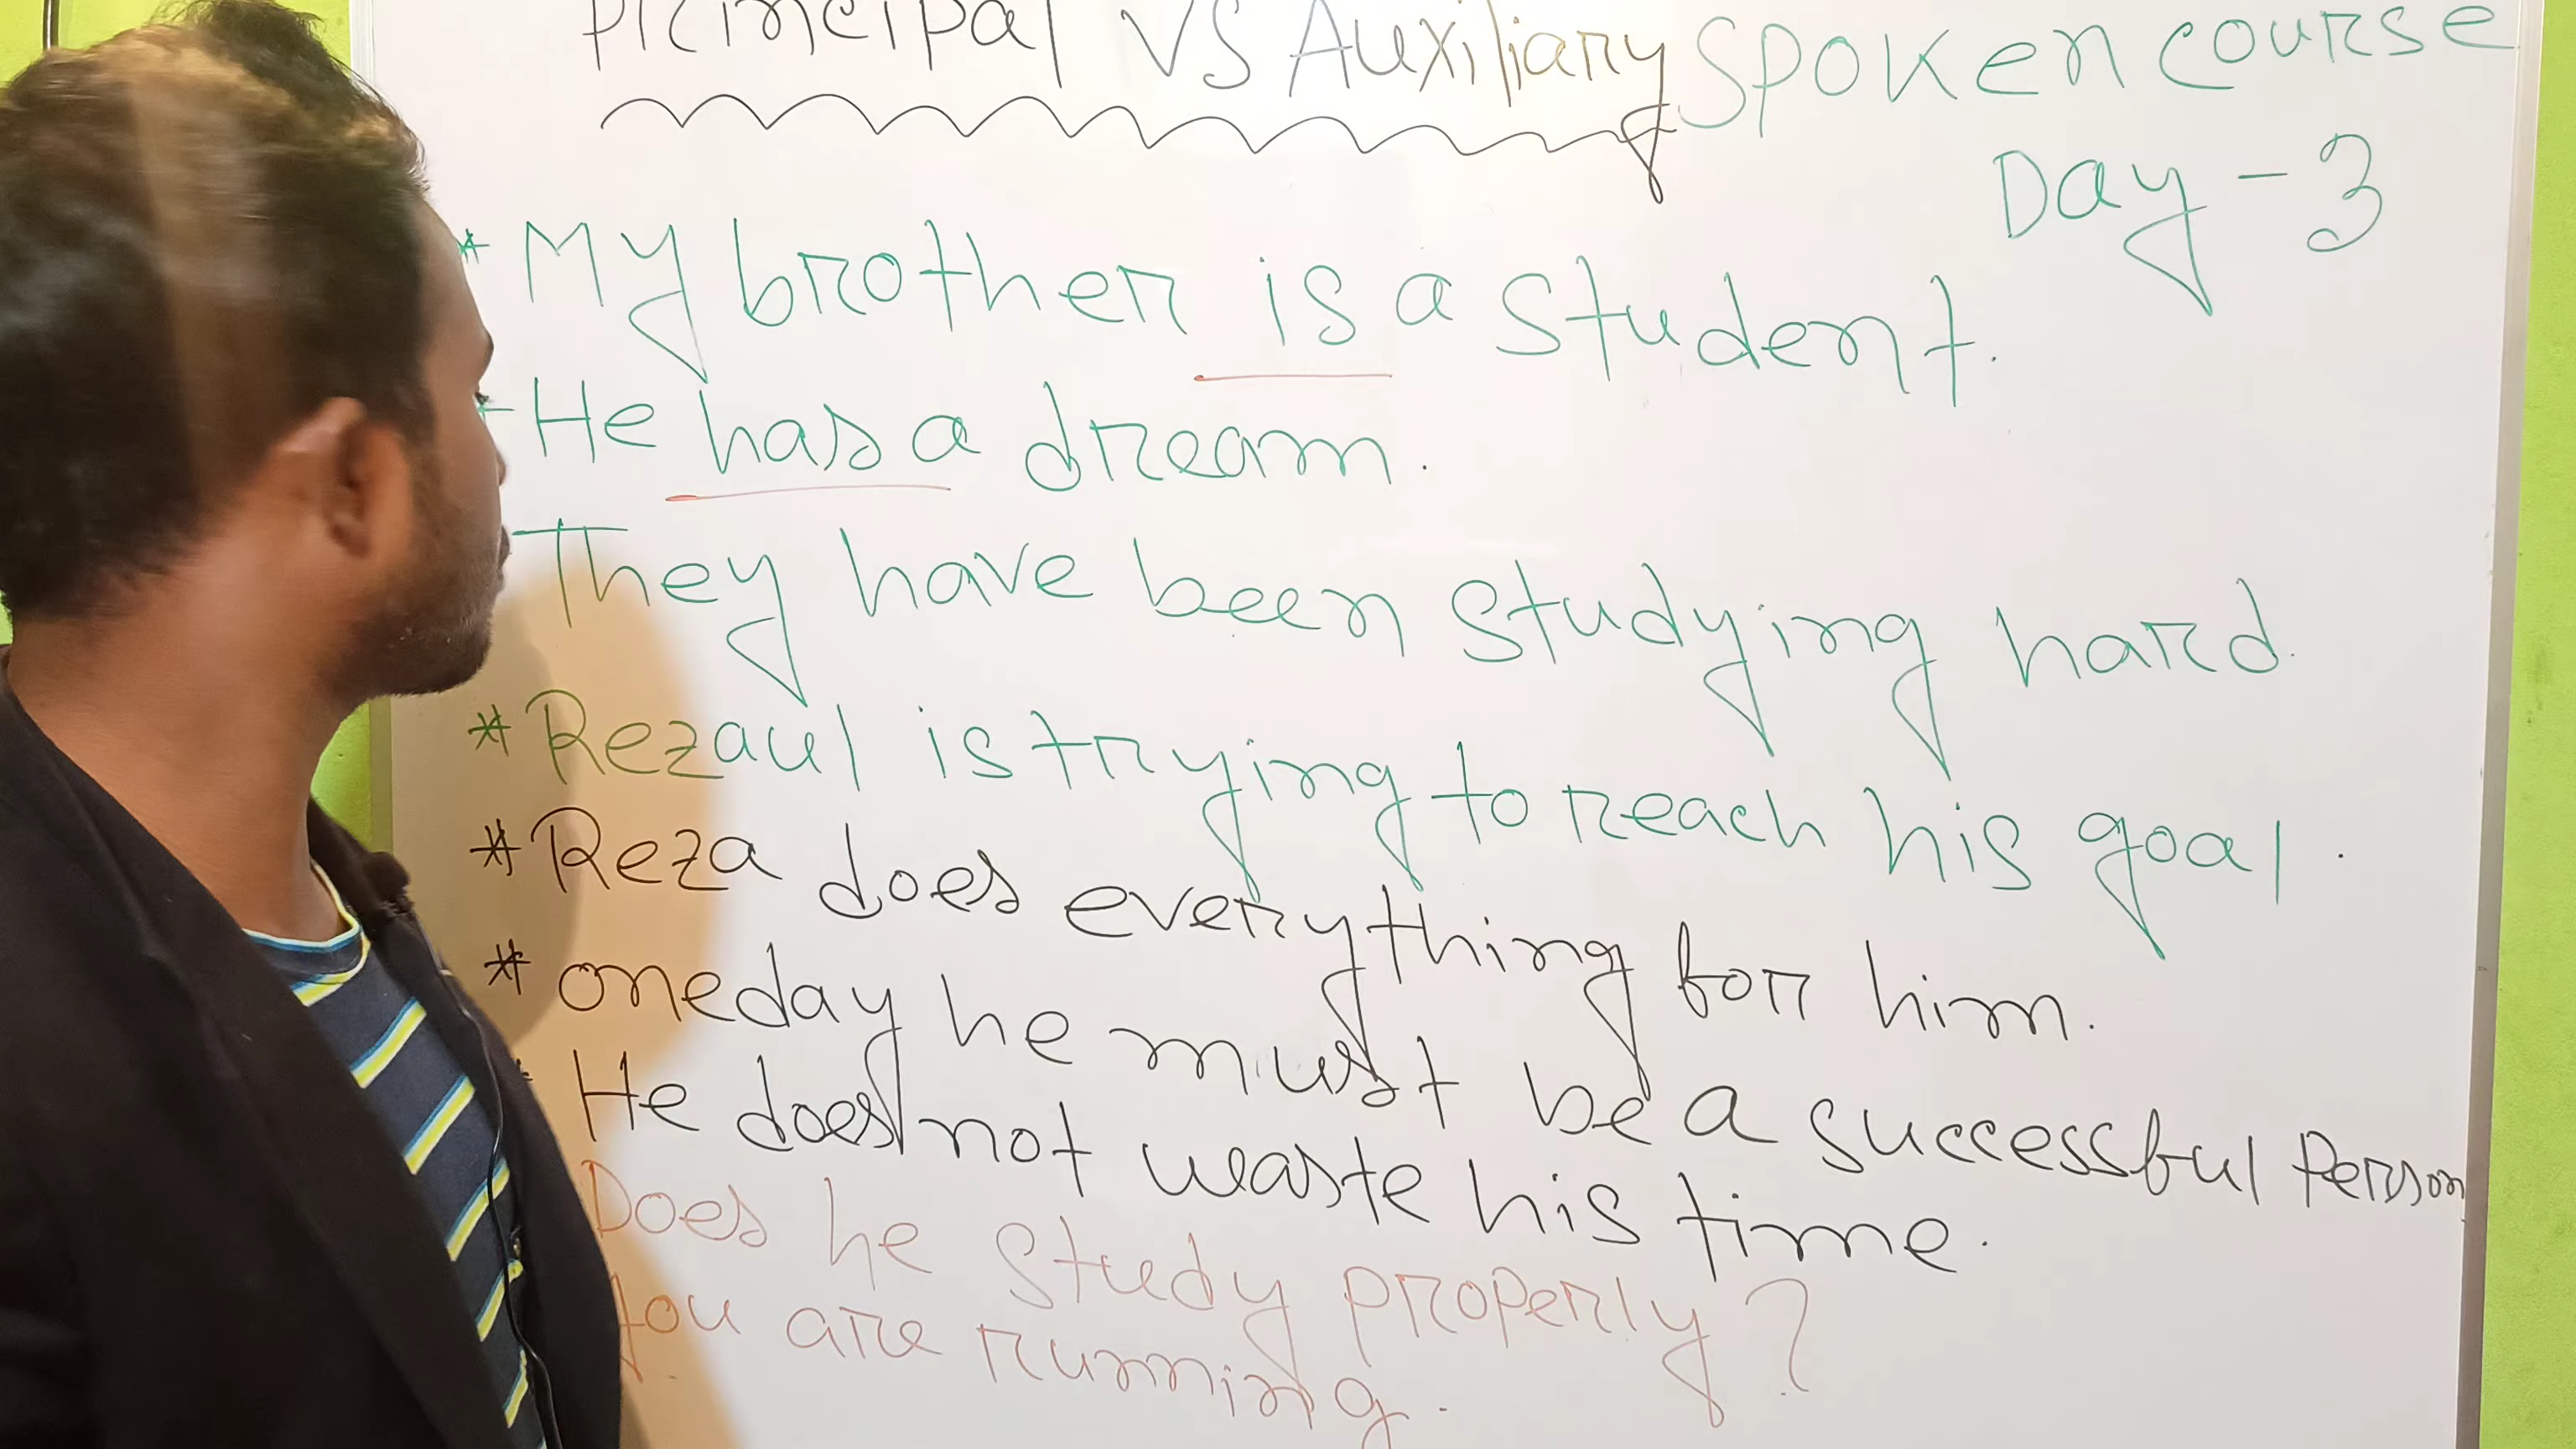 Principal VS Auxiliary
Spoken course
Day - 3
* My brother is a student.
He has a dream.
They have been studying hard.
* Rezaul is trying to reach his goal.
* Reza does everything for him.
* oneday he must be a successful person
* He does not waste his time.
Does he study properly?
You are running.